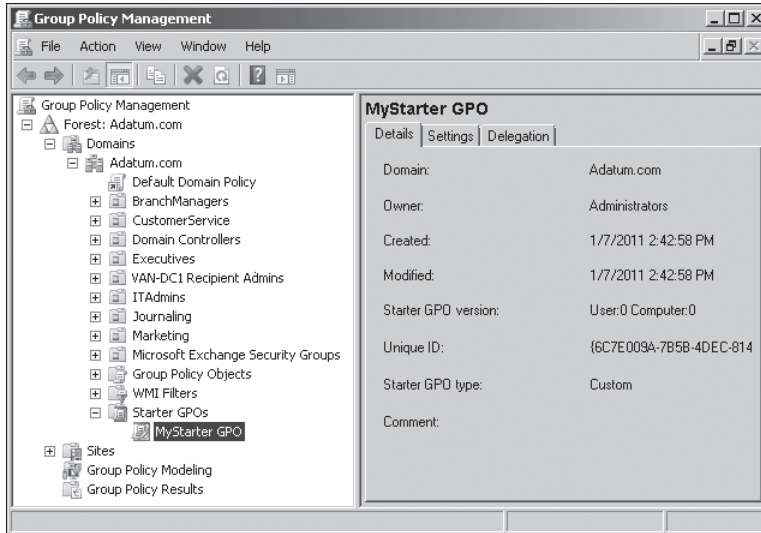 Group Policy Management
File Action View Window Help
Group Policy Management
Forest: Adatum.com
Domains
Adatum.com
Default Domain Policy
BranchManagers
CustomerService
Domain Controllers
Executives
VAN-DC1 Recipient Admins
ITAdmins
Journaling
Marketing
Microsoft Exchange Security Groups
Group Policy Objects
WMI Filters
Starter GPOs
MyStarter GPO
Sites
Group Policy Modeling
Group Policy Results
MyStarter GPO
Details Settings Delegation
Domain: Adatum.com
Owner: Administrators
Created: 1/7/2011 2:42:58 PM
Modified: 1/7/2011 2:42:58 PM
Starter GPO version: User:0 Computer:0
Unique ID: {6C7E009A-7B5B-4DEC-814
Starter GPO type: Custom
Comment: